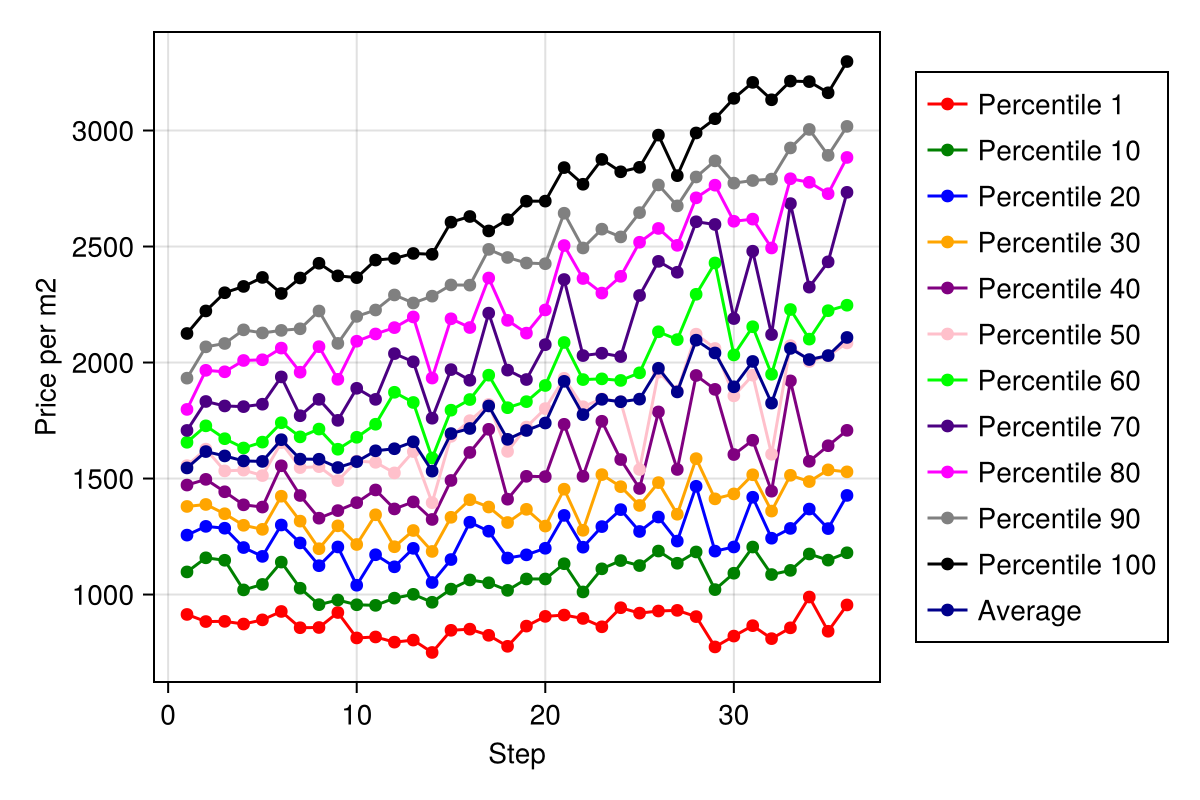 3000
2500
2000
1500
1000
Price per m2
0 10 20 30
Step
Percentile 1
Percentile 10
Percentile 20
Percentile 30
Percentile 40
Percentile 50
Percentile 60
Percentile 70
Percentile 80
Percentile 90
Percentile 100
Average